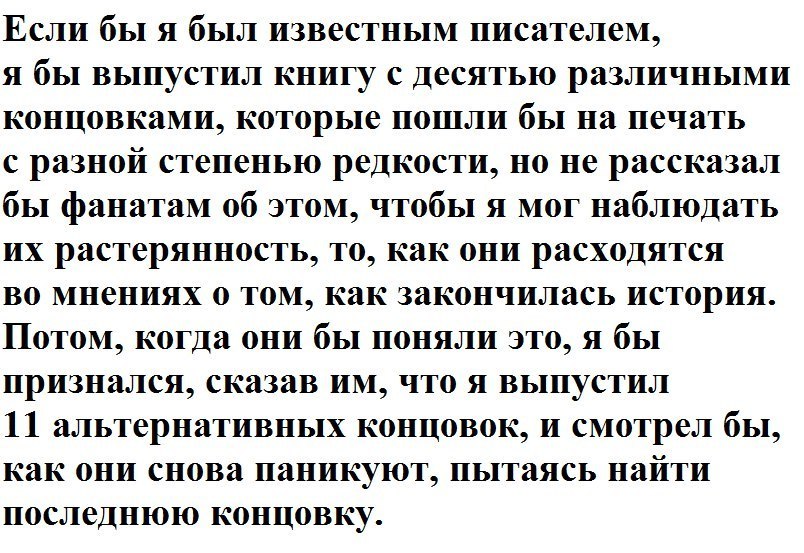 Если бы я был известным писателем,
я бы выпустил книгу с десятью различными
концовками, которые пошли бы на печать
с разной степенью редкости, но не рассказал
бы фанатам об этом, чтобы я мог наблюдать
их растерянность, то, как они расходятся
во мнениях о том, как закончилась история.
Потом, когда они бы поняли это, я бы
признался, сказав им, что я выпустил
11 альтернативных концовок, и смотрел бы,
как они снова паникуют, пытаясь найти
последнюю концовку.